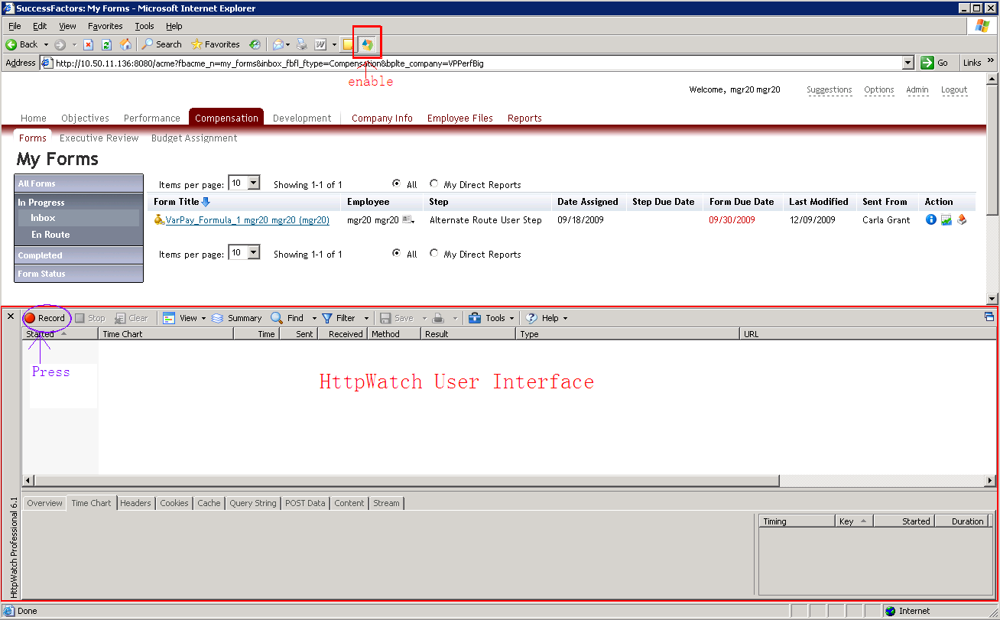 SuccessFactors: My Forms - Microsoft Internet Explorer
File Edit View Favorites Tools Help
Back Search Favorites
Address http://10.50.11.136:8080/acme?fbacme_n=my_forms&inbox_fbfl_ftype=Compensation&bplte_company=VPPerfBig Go Links »
enable
Welcome, mgr20 mgr20 Suggestions Options Admin Logout
Home Objectives Performance Compensation Development Company Info Employee Files Reports
Forms Executive Review Budget Assignment
My Forms
All Forms
In Progress
Inbox
En Route
Completed
Form Status
Items per page: 10 Showing 1-1 of 1 All My Direct Reports
Form Title Employee Step Date Assigned Step Due Date Form Due Date Last Modified Sent From Action
VarPay_Formula_1 mgr20 mgr20 (mgr20) mgr20 mgr20 Alternate Route User Step 09/18/2009 09/30/2009 12/09/2009 Carla Grant
Items per page: 10 Showing 1-1 of 1 All My Direct Reports
Record Stop Clear View Summary Find Filter Save Tools Help
Started Time Chart Time Sent Received Method Result Type URL
Press
HttpWatch User Interface
Overview Time Chart Headers Cookies Cache Query String POST Data Content Stream
Timing Key Started Duration
HttpWatch Professional 6.1
Done Internet